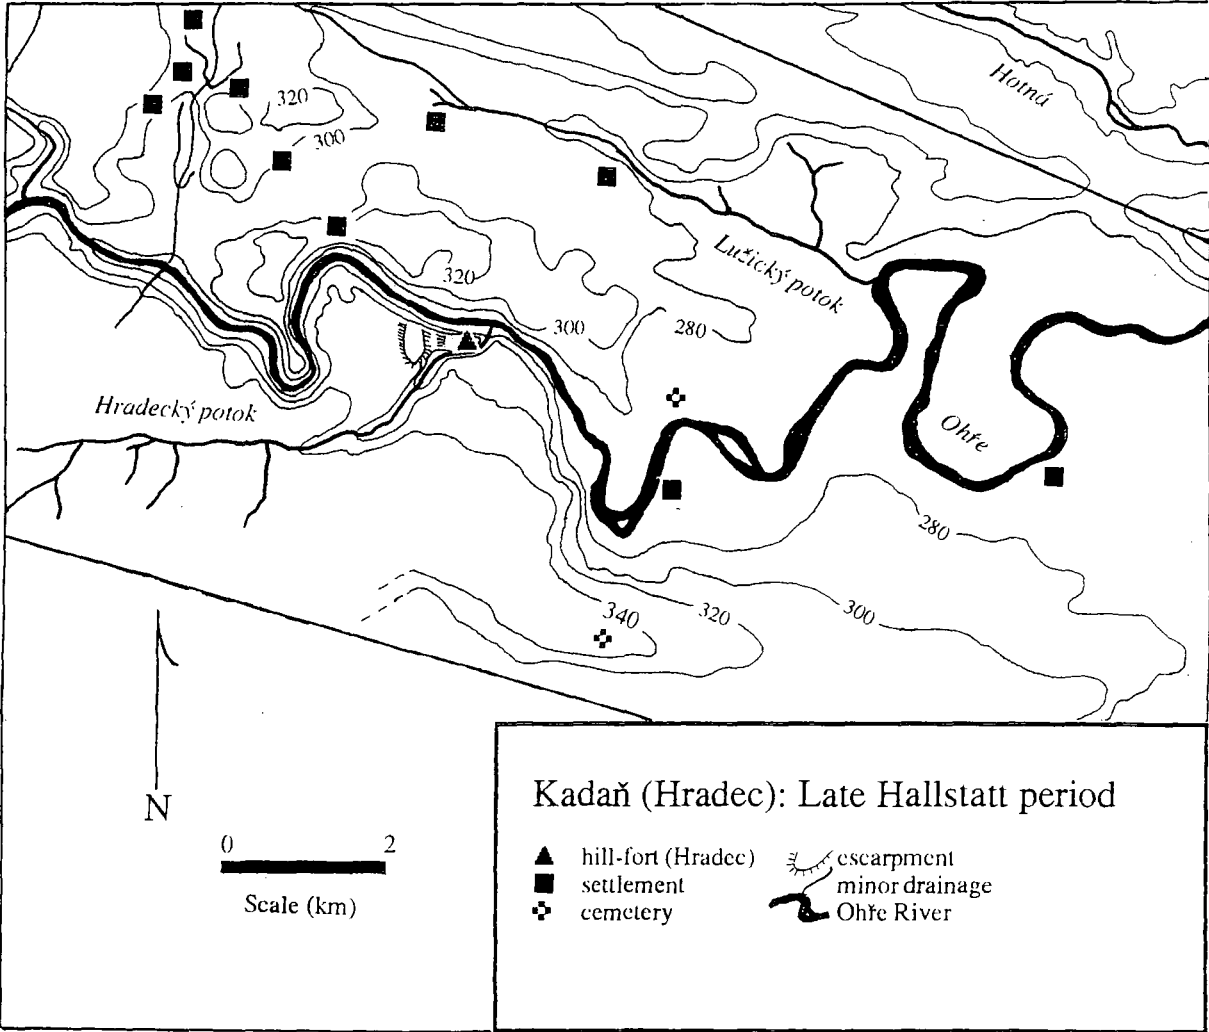 Hotná
320
300
Lužický potok
320
300
280
Hradecký potok
Ohře
280
340
320
300
N
0 2
Scale (km)
Kadaň (Hradec): Late Hallstatt period
hill-fort (Hradec)
escarpment
settlement
minor drainage
cemetery
Ohře River